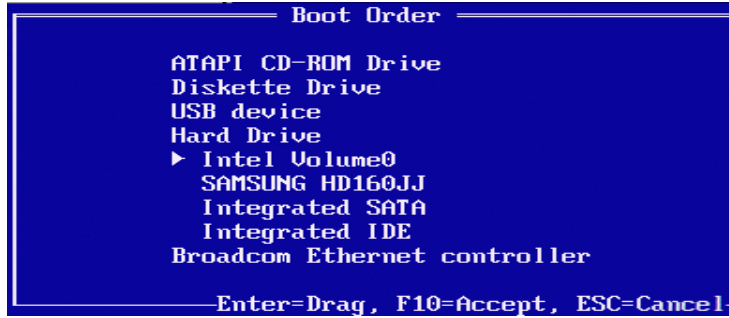 Boot Order
ATAPI CD-ROM Drive
Diskette Drive
USB device
Hard Drive
▶ Intel Volume0
SAMSUNG HD160JJ
Integrated SATA
Integrated IDE
Broadcom Ethernet controller
Enter=Drag, F10=Accept, ESC=Cancel